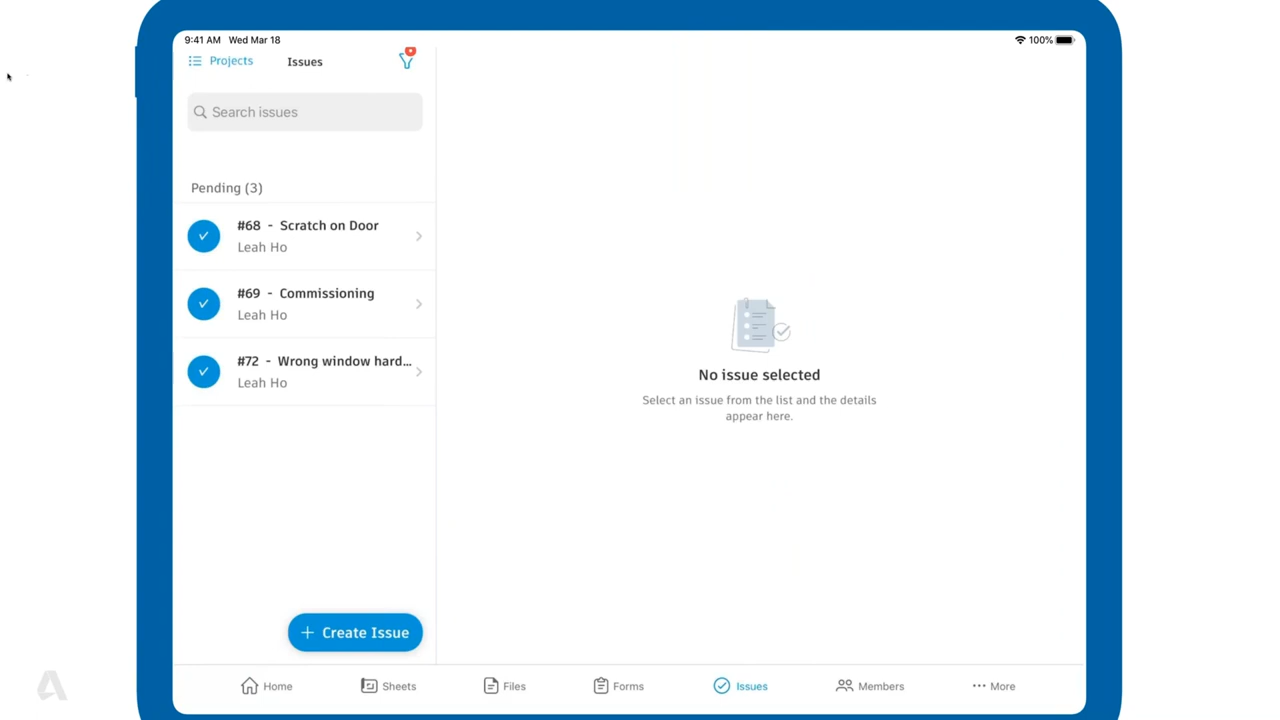 9:41 AM Wed Mar 18
100%
Projects
Issues
Search issues
Pending (3)
#68 - Scratch on Door
Leah Ho
#69 - Commissioning
Leah Ho
#72 - Wrong window hard...
Leah Ho
No issue selected
Select an issue from the list and the details
appear here.
+ Create Issue
Home
Sheets
Files
Forms
Issues
Members
More